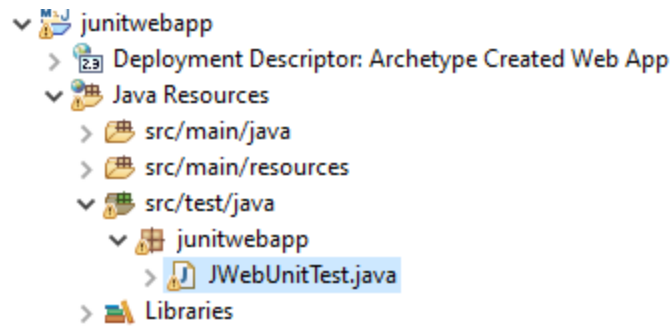 junitwebapp
Deployment Descriptor: Archetype Created Web App
Java Resources
src/main/java
src/main/resources
src/test/java
junitwebapp
JWebUnitTest.java
Libraries